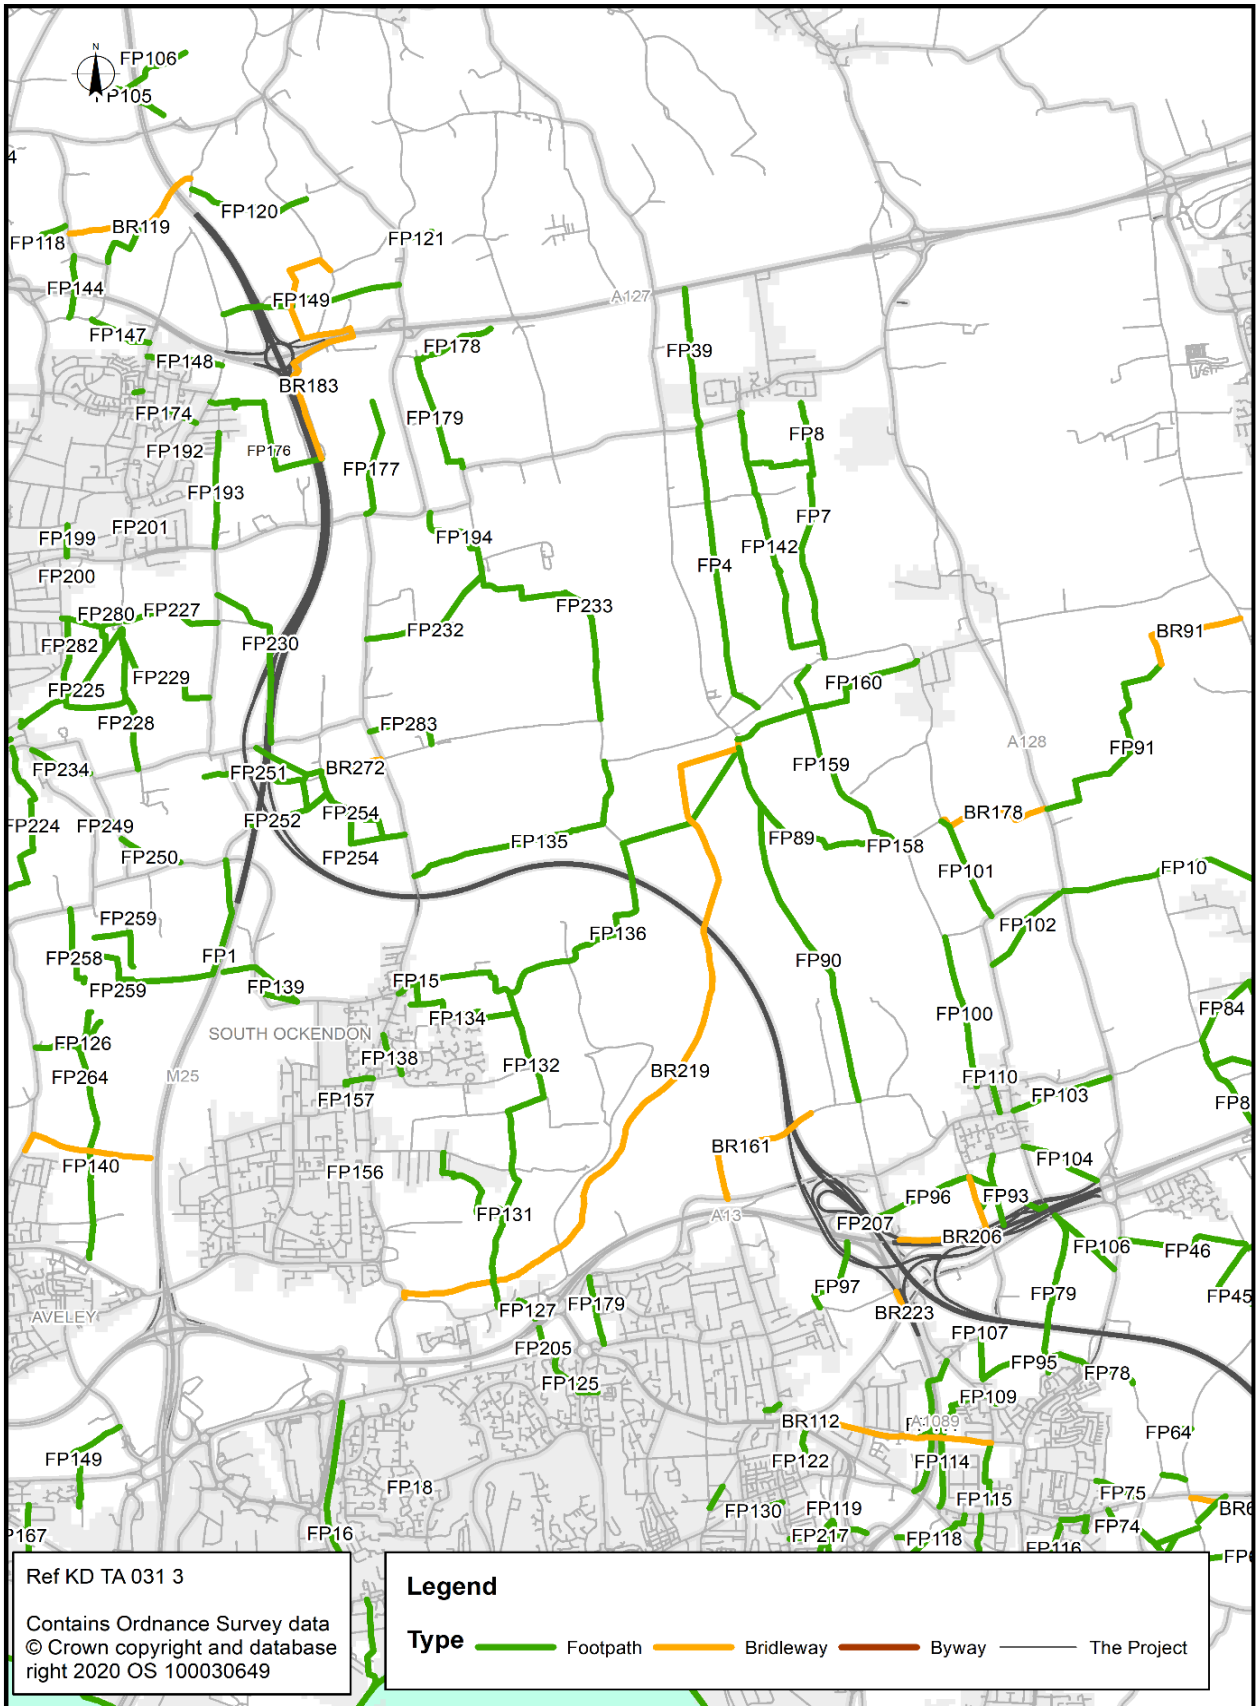 N
FP106
P105
4
FP120
BR119
FP118
FP121
FP144
FP149
A127
FP147
FP178
FP39
FP148
BR183
FP174
FP179
FP8
FP192
FP176
FP177
FP193
FP7
FP201
FP199
FP194
FP142
FP4
FP200
FP233
FP280
FP227
FP232
BR91
FP282
FP230
FP229
FP160
FP225
FP228
FP283
A128
FP91
FP234
FP251
BR272
FP159
FP254
BR178
FP224
FP249
FP252
FP135
FP89
FP158
FP250
FP254
FP101
FP10
FP259
FP102
FP136
FP258
FP1
FP90
FP15
FP259
FP139
FP84
FP134
FP100
SOUTH OCKENDON
FP126
FP138
FP132
BR219
FP264
M25
FP110
FP157
FP103
FP8
BR161
FP140
FP156
FP104
FP96
FP93
FP131
A13
FP207
BR206
FP106
FP46
FP97
FP79
FP45
FP127
FP179
BR223
AVELEY
FP107
FP205
FP95
FP78
FP125
FP109
BR112
A1089
FP64
FP149
FP122
FP114
FP18
FP75
FP115
FP130
FP119
BR6
P167
FP16
FP217
FP118
FP74
FP116
FP6
Ref KD TA 031 3
Contains Ordnance Survey data
© Crown copyright and database
right 2020 OS 100030649
Legend
Type
Footpath
Bridleway
Byway
The Project